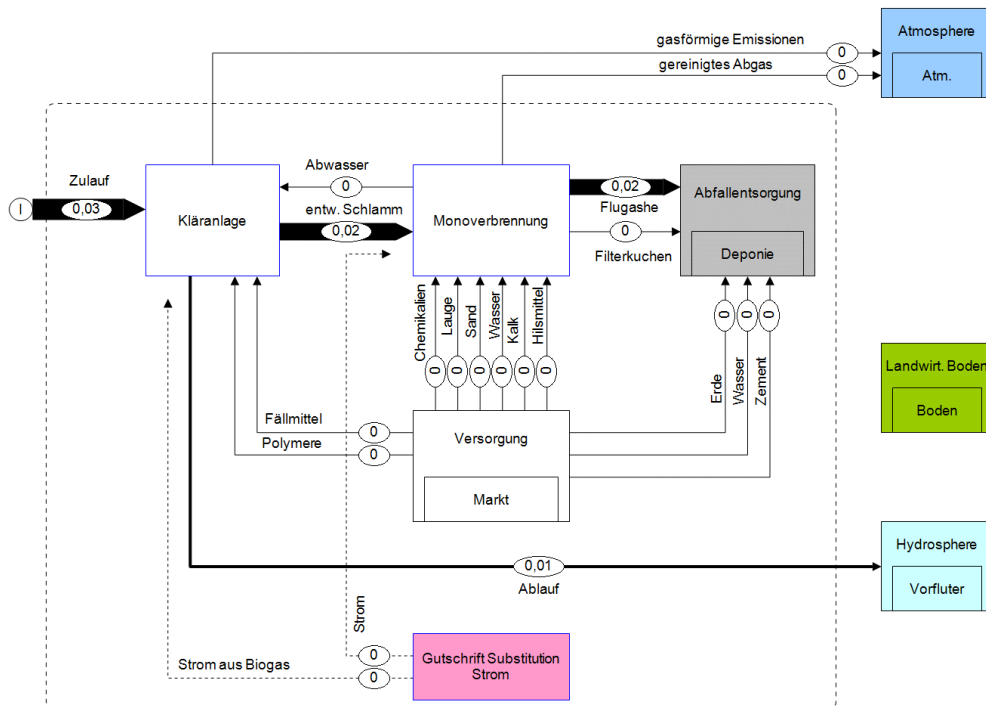 gasförmige Emissionen
0
Atmosphere
Atm.
gereinigtes Abgas
0
I
Zulauf
0,03
Kläranlage
Abwasser
0
entw. Schlamm
0,02
Monoverbrennung
0,02
Flugashe
0
Filterkuchen
Abfallentsorgung
Deponie
Chemikalien
Lauge
Sand
Wasser
Kalk
Hilsmittel
0
0
0
0
0
0
0
0
0
Erde
Wasser
Zement
Landwirt. Boden
Boden
Fällmittel
0
Polymere
0
Versorgung
Markt
Hydrosphere
Vorfluter
0,01
Ablauf
Strom
0
Strom aus Biogas
0
Gutschrift Substitution
Strom